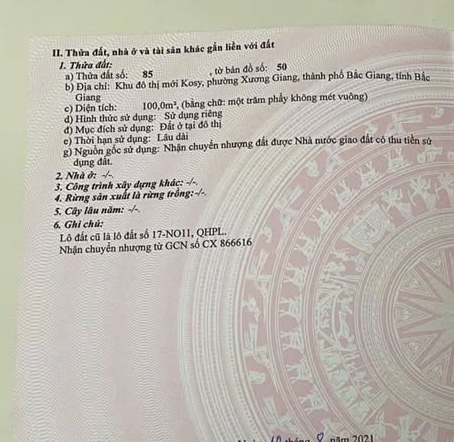 II. Thửa đất, nhà ở và tài sản khác gắn liền với đất
1. Thửa đất:
a) Thửa đất số: 85 , tờ bản đồ số: 50
b) Địa chỉ: Khu đô thị mới Kosy, phường Xương Giang, thành phố Bắc Giang, tỉnh Bắc
Giang
c) Diện tích: 100,0m², (bằng chữ: một trăm phẩy không mét vuông)
d) Hình thức sử dụng: Sử dụng riêng
đ) Mục đích sử dụng: Đất ở tại đô thị
e) Thời hạn sử dụng: Lâu dài
g) Nguồn gốc sử dụng: Nhận chuyển nhượng đất được Nhà nước giao đất có thu tiền sử
dụng đất.
2. Nhà ở: -/-.
3. Công trình xây dựng khác: -/-.
4. Rừng sản xuất là rừng trồng:-/-.
5. Cây lâu năm: -/-.
6. Ghi chú:
Lô đất cũ là lô đất số 17-NO11, QHPL.
Nhận chuyển nhượng từ GCN số CX 866616
tháng 8 năm 2021